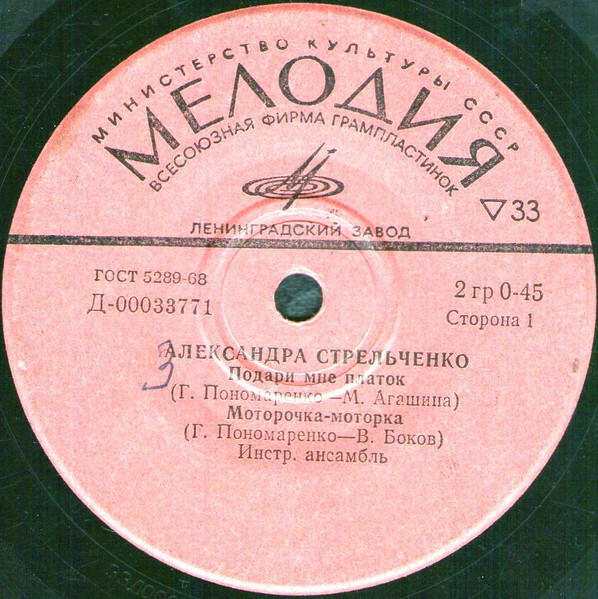 МИНИСТЕРСТВО КУЛЬТУРЫ СССР
МЕЛОДИЯ
ВСЕСОЮЗНАЯ ФИРМА ГРАМПЛАСТИНОК
▽33
ЛЕНИНГРАДСКИЙ ЗАВОД
ГОСТ 5289-68
2 гр 0-45
Д-00033771
Сторона 1
3
АЛЕКСАНДРА СТРЕЛЬЧЕНКО
Подари мне платок
(Г. Пономаренко—М. Агашина)
Моторочка-моторка
(Г. Пономаренко—В. Боков)
Инстр. ансамбль